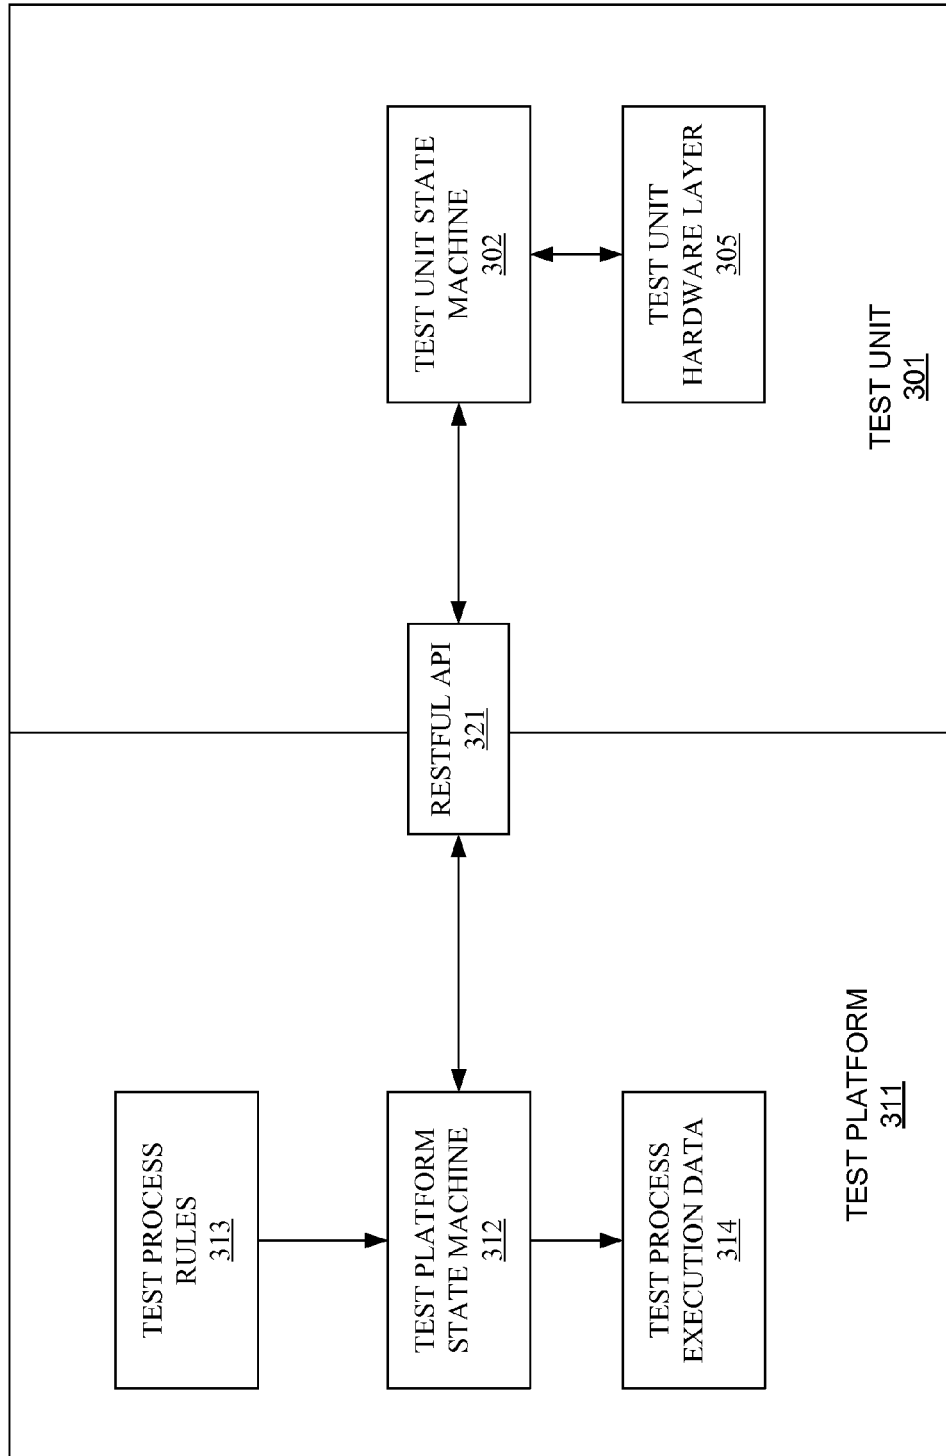 TEST PROCESS
RULES
313
TEST PLATFORM
STATE MACHINE
312
TEST PROCESS
EXECUTION DATA
314
TEST PLATFORM
311
RESTFUL API
321
TEST UNIT STATE
MACHINE
302
TEST UNIT
HARDWARE LAYER
305
TEST UNIT
301